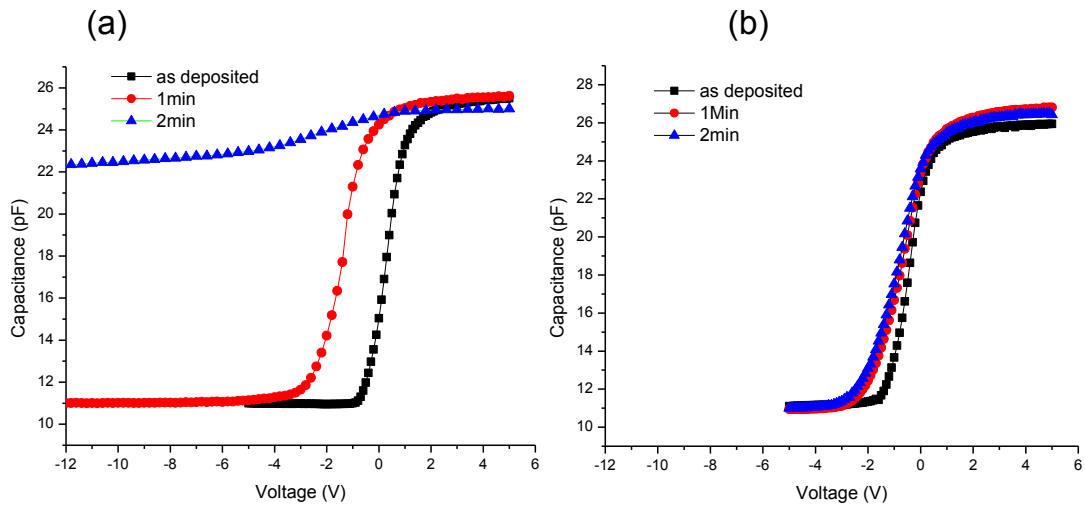 (a)
as deposited
1min
2min
Capacitance (pF)
26
24
22
20
18
16
14
12
10
-12 -10 -8 -6 -4 -2 0 2 4 6
Voltage (V)
(b)
as deposited
1Min
2min
Capacitance (pF)
28
26
24
22
20
18
16
14
12
10
-12 -10 -8 -6 -4 -2 0 2 4 6
Voltage (V)